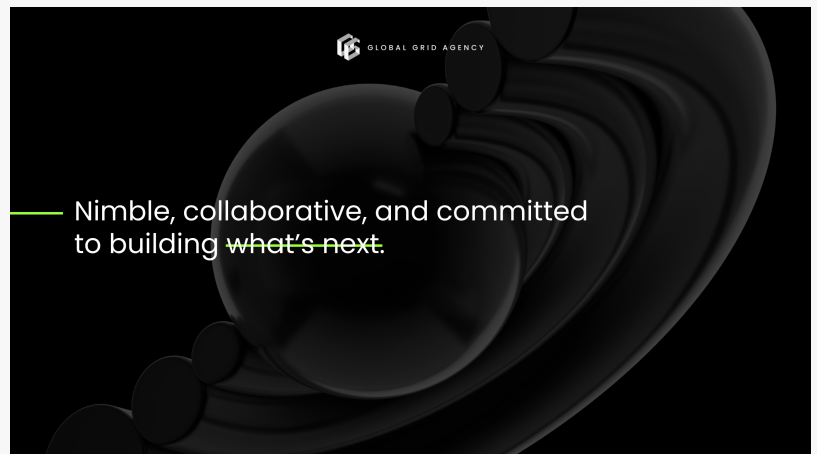 GLOBAL GRID AGENCY
Nimble, collaborative, and committed
to building what's next.